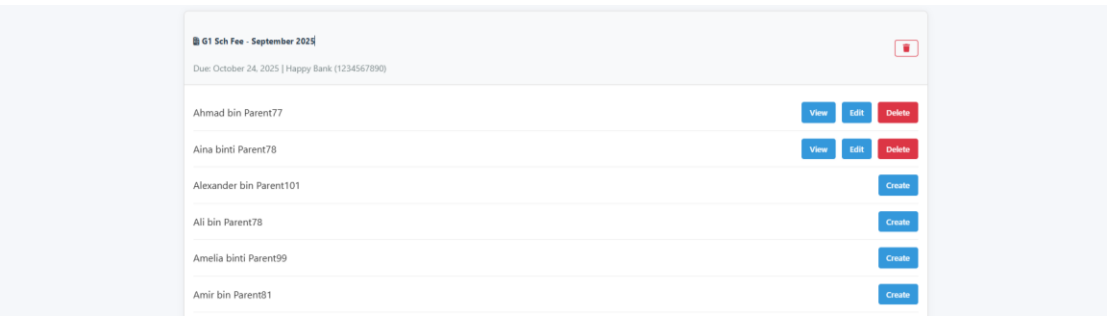 G1 Sch Fee - September 2025
Due: October 24, 2025 | Happy Bank (1234567890)
Ahmad bin Parent77 View Edit Delete
Aina binti Parent78 View Edit Delete
Alexander bin Parent101 Create
Ali bin Parent78 Create
Amelia binti Parent99 Create
Amir bin Parent81 Create